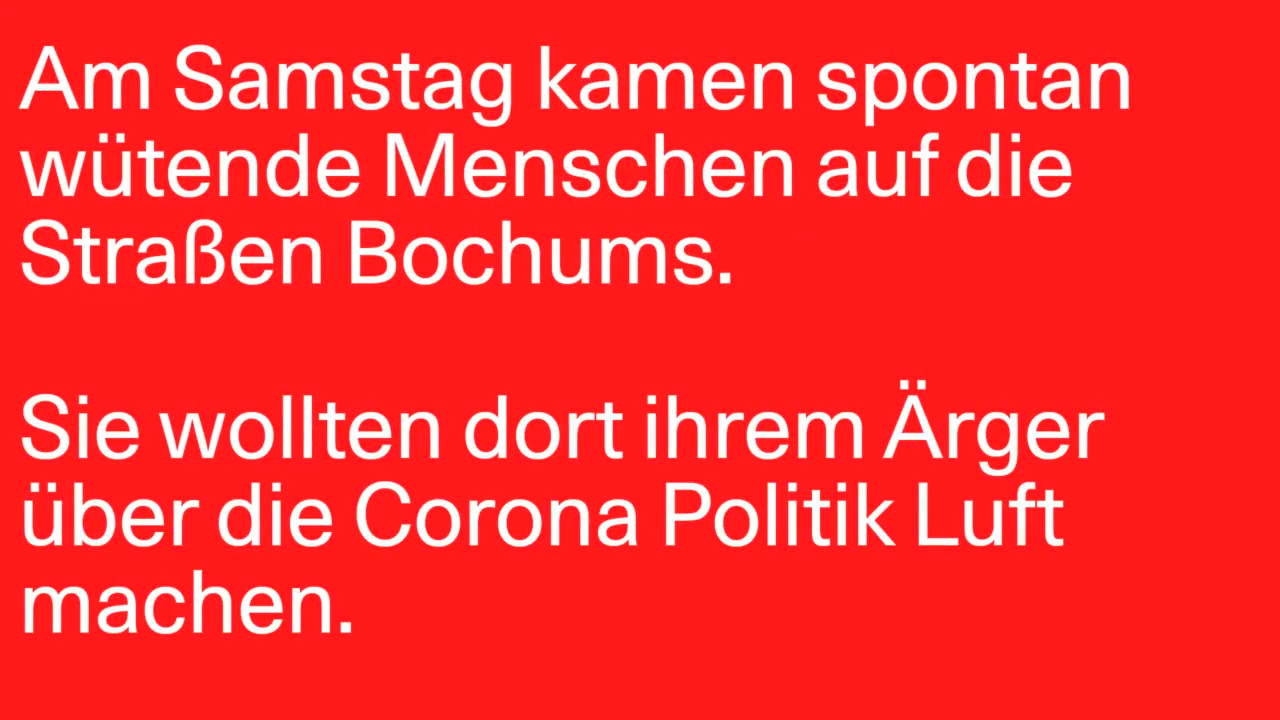 Am Samstag kamen spontan
wütende Menschen auf die
Straßen Bochums.
Sie wollten dort ihrem Ärger
über die Corona Politik Luft
machen.